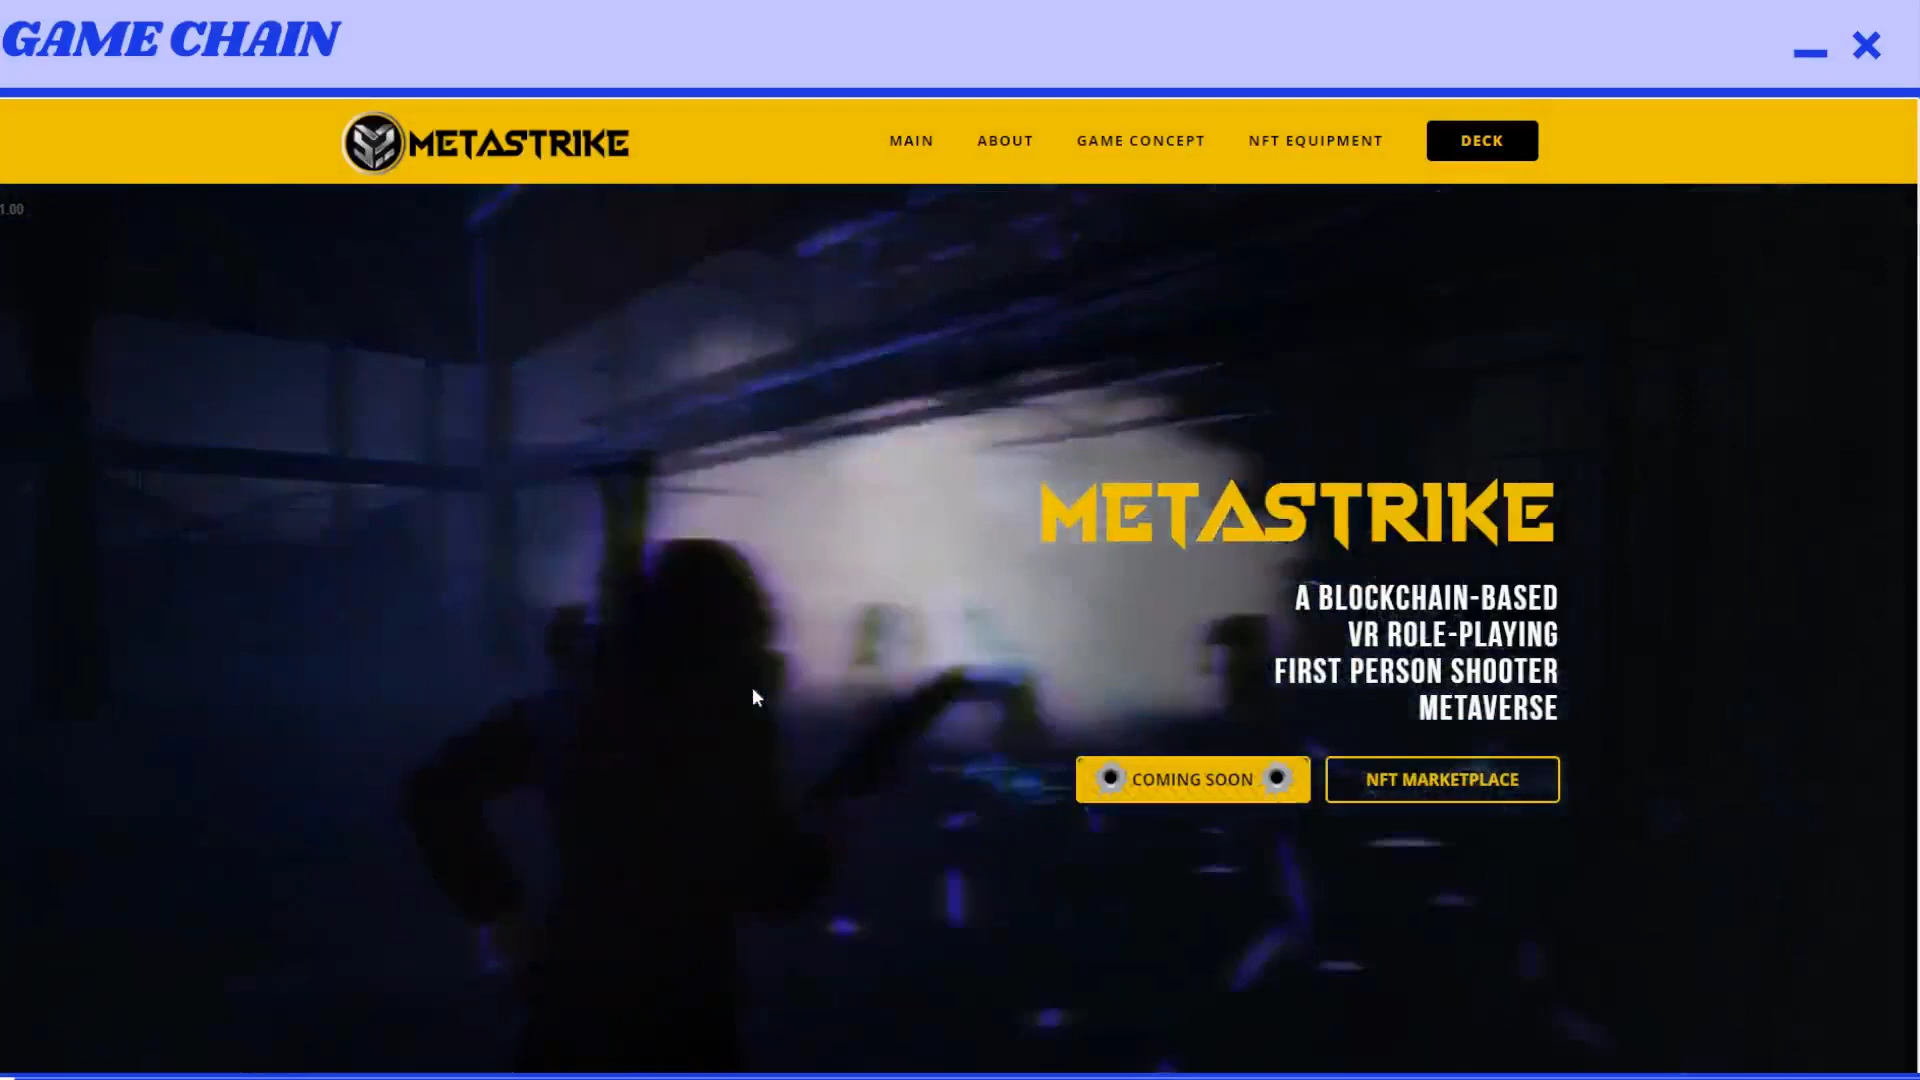 GAME CHAIN
METASTRIKE
MAIN
ABOUT
GAME CONCEPT
NFT EQUIPMENT
DECK
1.00
METASTRIKE
A BLOCKCHAIN-BASED
VR ROLE-PLAYING
FIRST PERSON SHOOTER
METAVERSE
COMING SOON
NFT MARKETPLACE